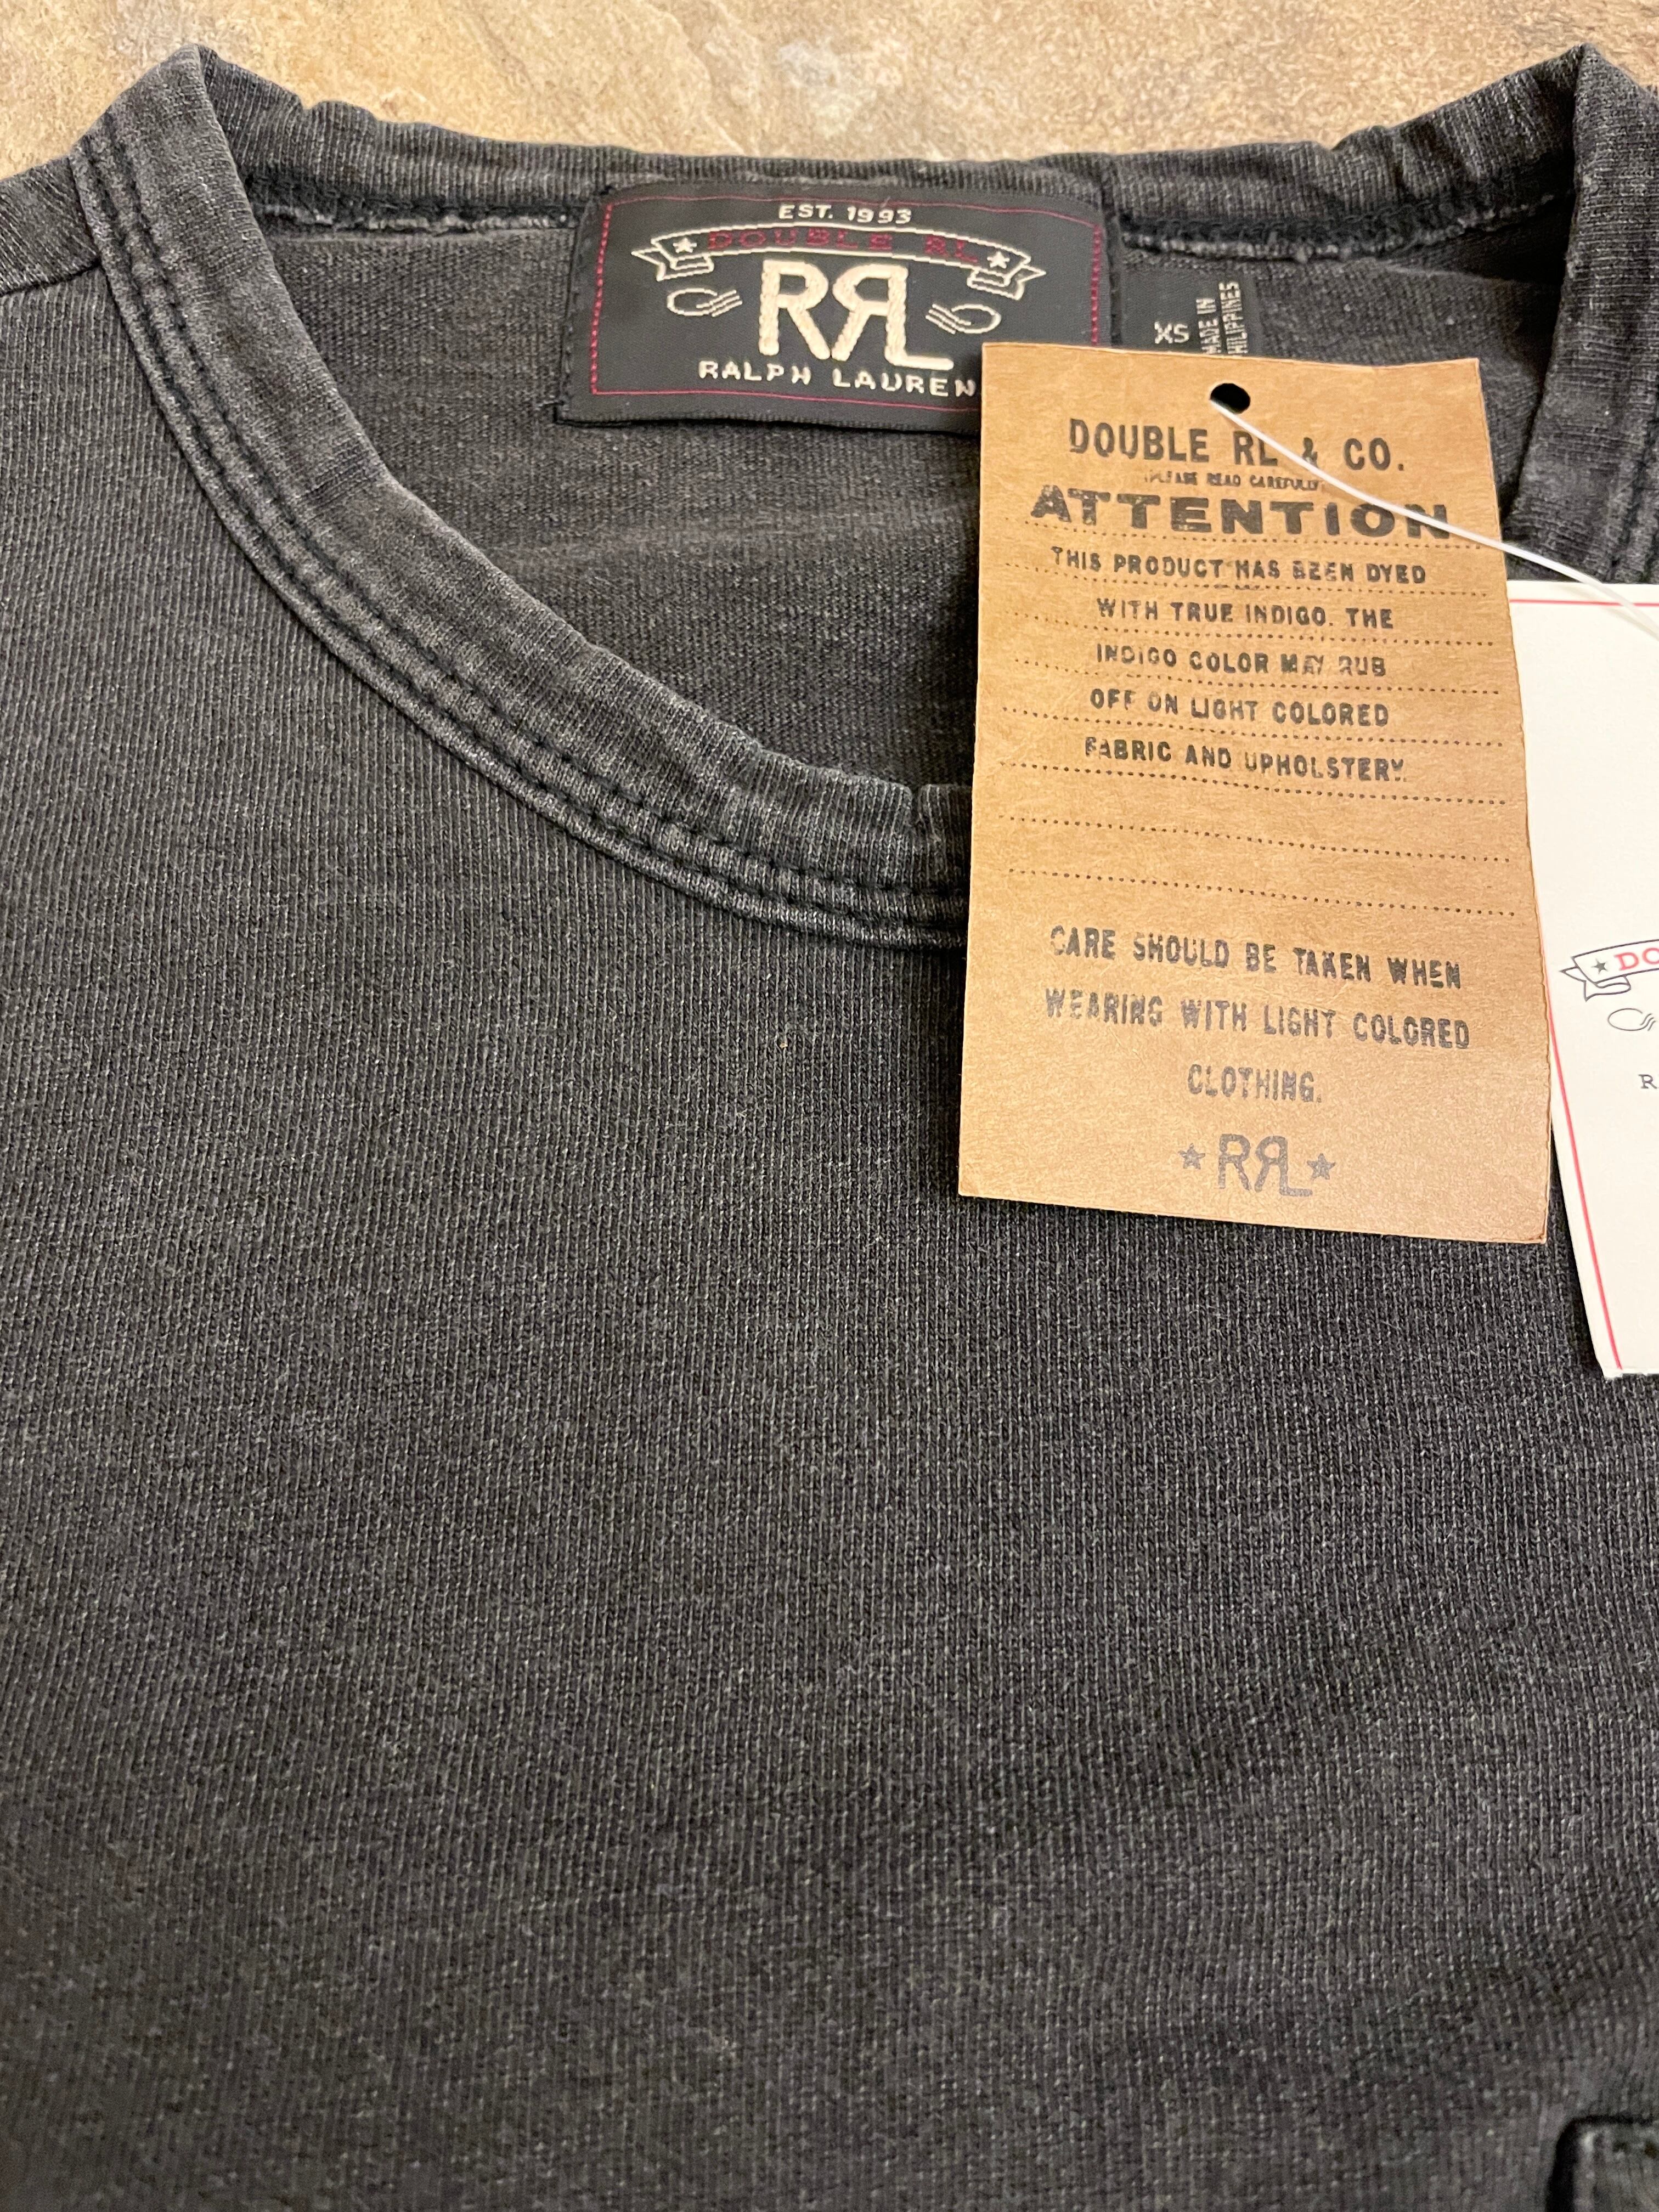 EST. 1993
DOUBLE RL
RRL
RALPH LAUREN
XS
MADE IN
PHILIPPINES
DOUBLE RL & CO.
(PLEASE READ CAREFULLY)
ATTENTION
THIS PRODUCT HAS BEEN DYED
WITH TRUE INDIGO. THE
INDIGO COLOR MAY RUB
OFF ON LIGHT COLORED
FABRIC AND UPHOLSTERY.
CARE SHOULD BE TAKEN WHEN
WEARING WITH LIGHT COLORED
CLOTHING.
★RRL★
DO
R